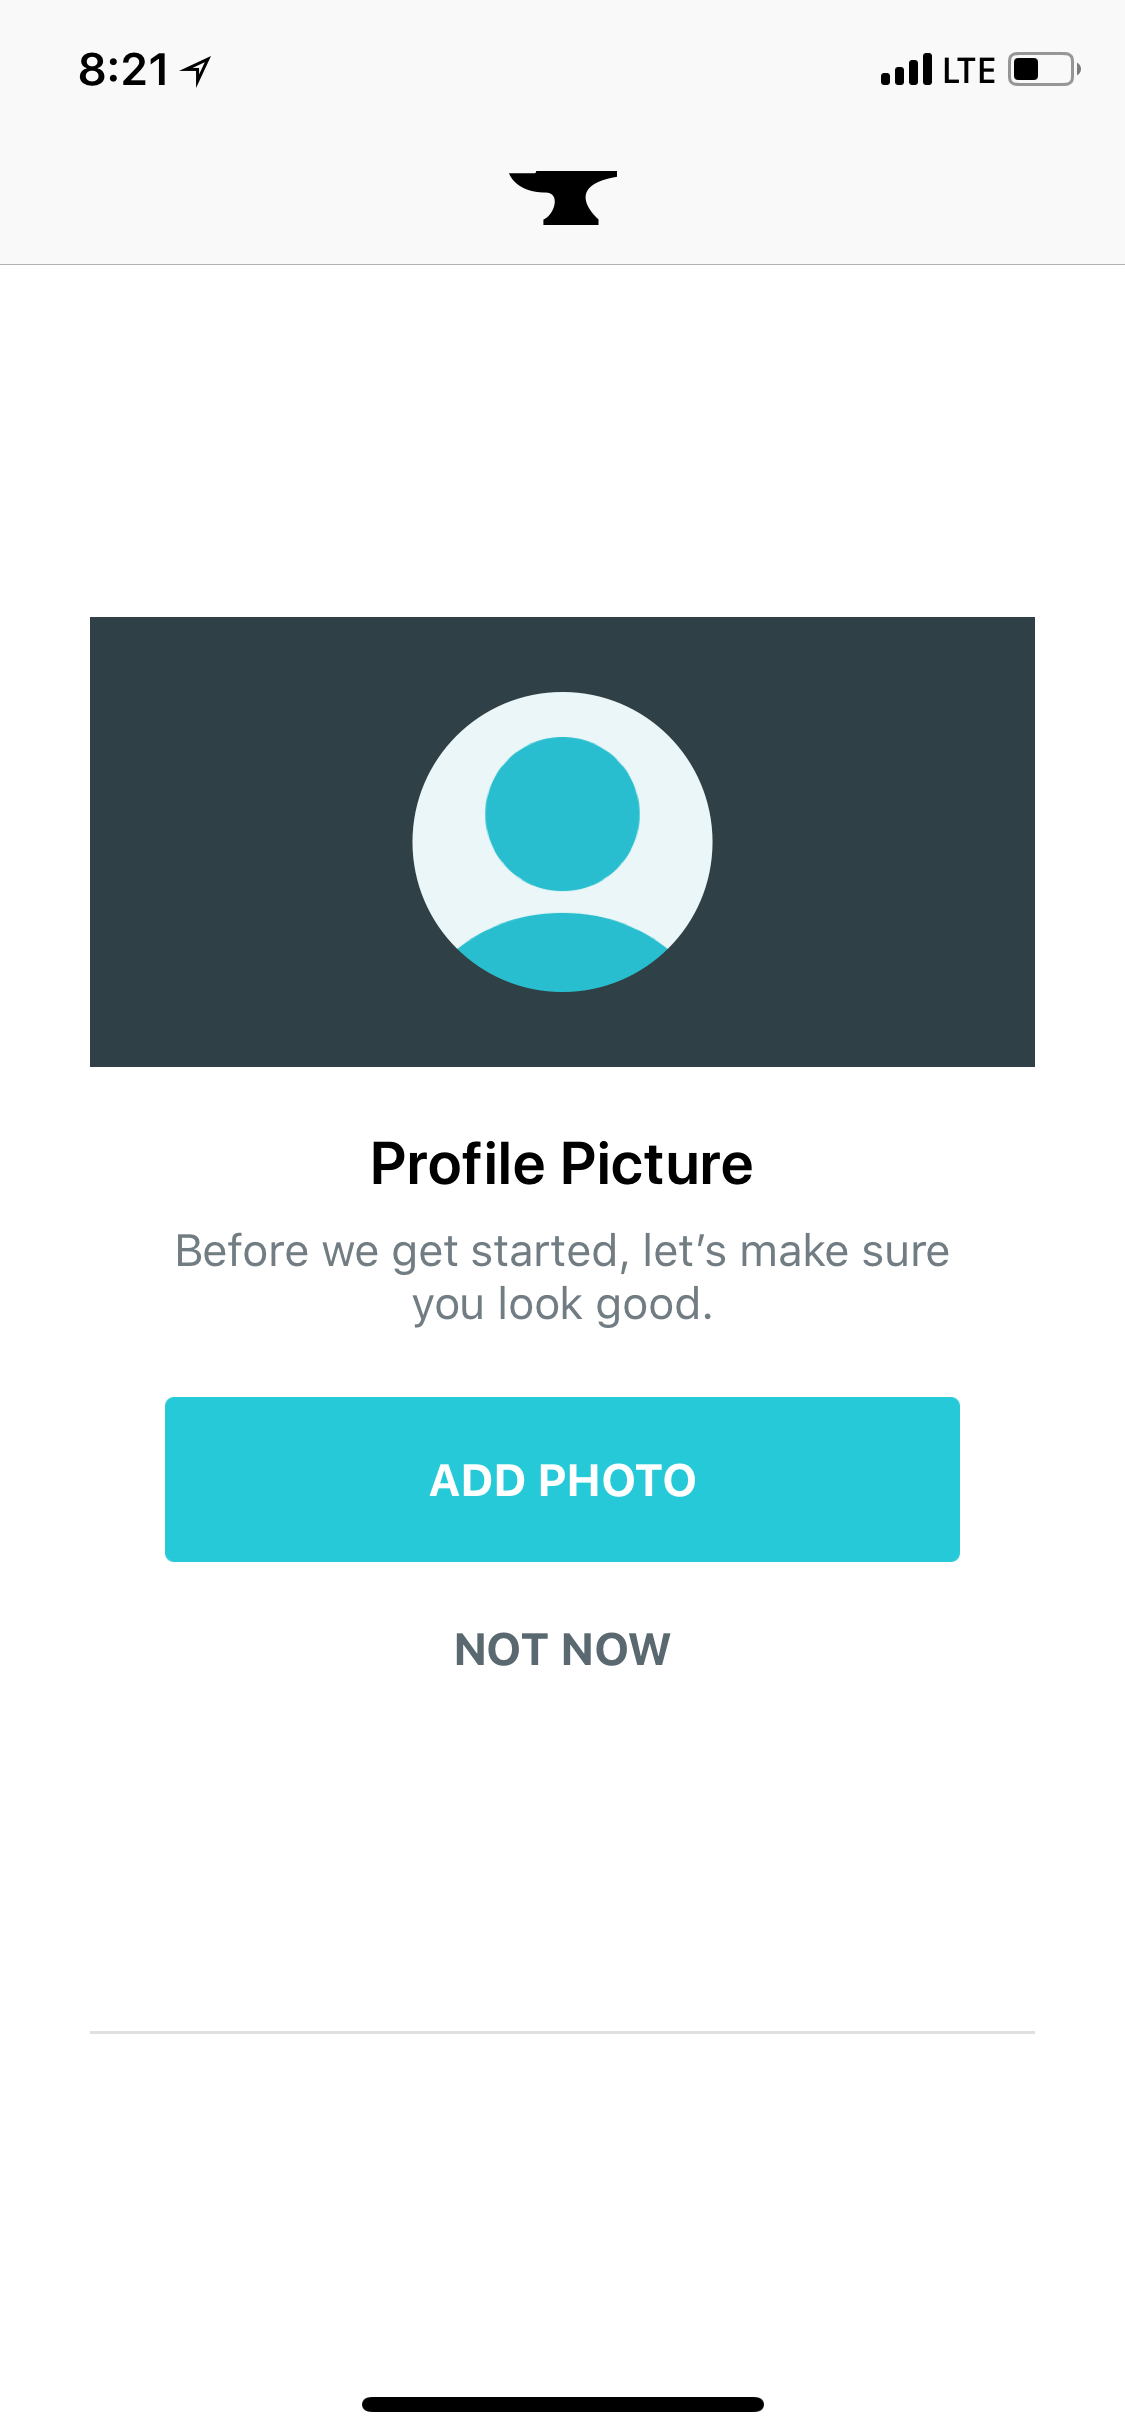 8:21 LTE
Profile Picture
Before we get started, let’s make sure
you look good.
ADD PHOTO
NOT NOW